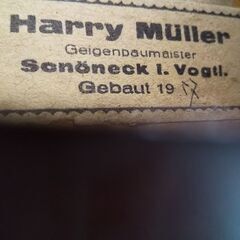 Harry Müller
Geigenbaumeister
Schöneck i. Vogtl.
Gebaut 19